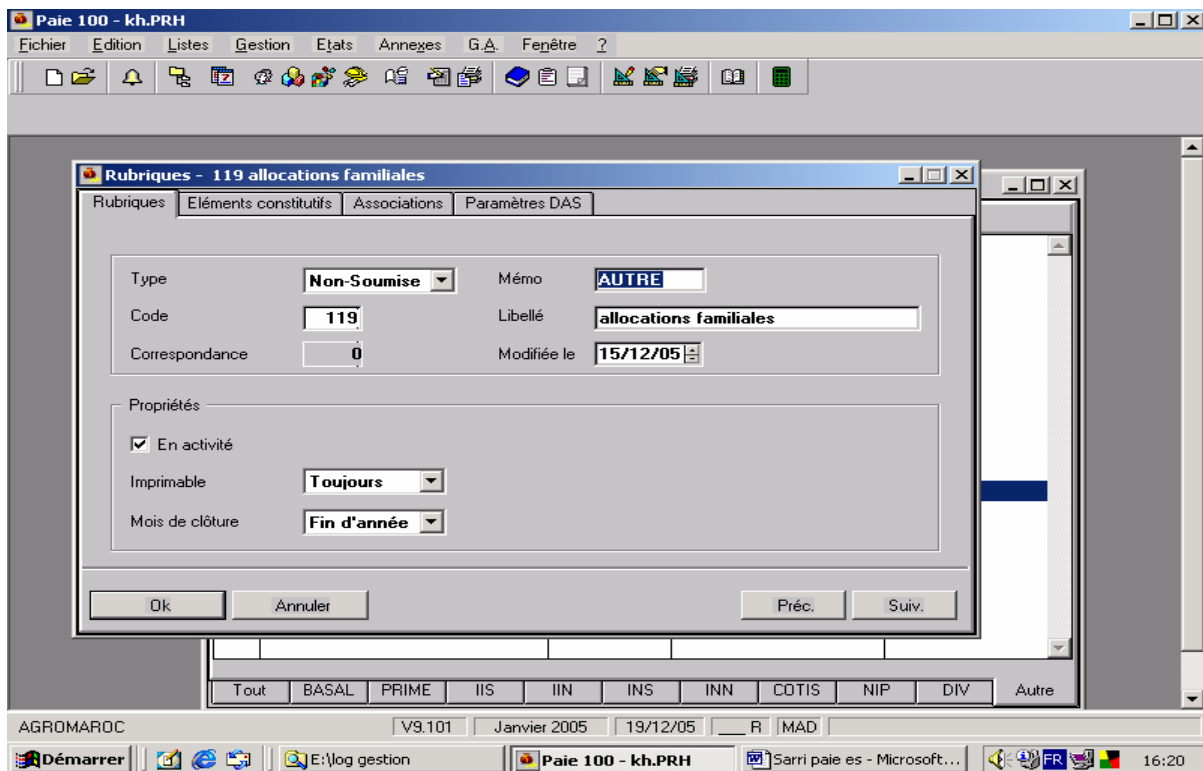 Paie 100 - kh.PRH
Fichier Edition Listes Gestion Etats Annexes G.A. Fenêtre ?
Rubriques - 119 allocations familiales
Rubriques Eléments constitutifs Associations Paramètres DAS
Type Non-Soumise Mémo AUTRE
Code 119 Libellé allocations familiales
Correspondance 0 Modifiée le 15/12/05
Propriétés
En activité
Imprimable Toujours
Mois de clôture Fin d'année
Ok Annuler Préc. Suiv.
Tout BASAL PRIME IIS IIN INS INN COTIS NIP DIV Autre
AGROMAROC V9.101 Janvier 2005 19/12/05 __ R MAD
Démarrer E:\log gestion Paie 100 - kh.PRH Sarri paie es - Microsoft... FR 16:20